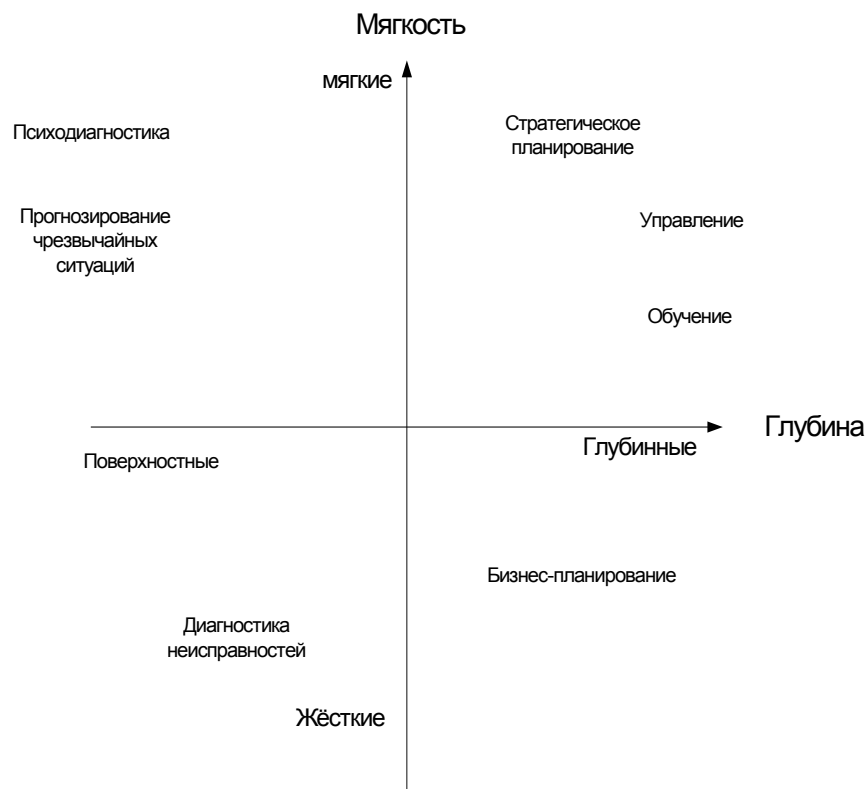 Мягкость
мягкие
Психодиагностика
Стратегическое
планирование
Прогнозирование
чрезвычайных
ситуаций
Управление
Обучение
Глубина
Глубинные
Поверхностные
Бизнес-планирование
Диагностика
неисправностей
Жёсткие